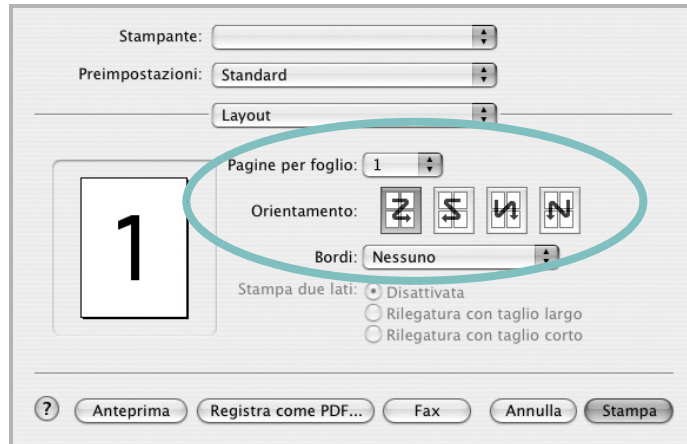 Stampante:
Preimpostazioni: Standard
Layout
Pagine per foglio: 1
1
Orientamento:
Bordi: Nessuno
Stampa due lati: Disattivata
Rilegatura con taglio largo
Rilegatura con taglio corto
? Anteprima Registra come PDF... Fax Annulla Stampa